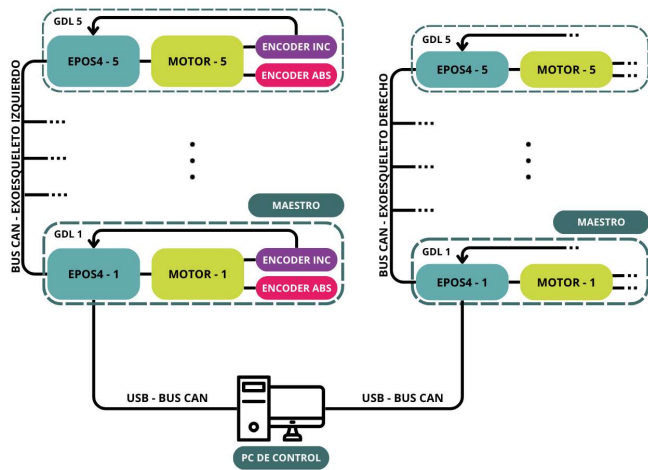 GDL 5
EPOS4 - 5
MOTOR - 5
ENCODER INC
ENCODER ABS
BUS CAN - EXOESQUELETO IZQUIERDO
MAESTRO
GDL 1
EPOS4 - 1
MOTOR - 1
ENCODER INC
ENCODER ABS
GDL 5
EPOS4 - 5
MOTOR - 5
BUS CAN - EXOESQUELETO DERECHO
MAESTRO
GDL 1
EPOS4 - 1
MOTOR - 1
USB - BUS CAN
USB - BUS CAN
PC DE CONTROL